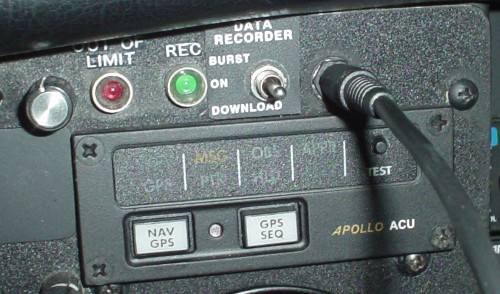 OUT OF LIMIT
REC
DATA RECORDER
BURST
ON
DOWNLOAD
MSG OBS APPR
GPS PTK HLD
TEST
NAV GPS
GPS SEQ
APOLLO ACU